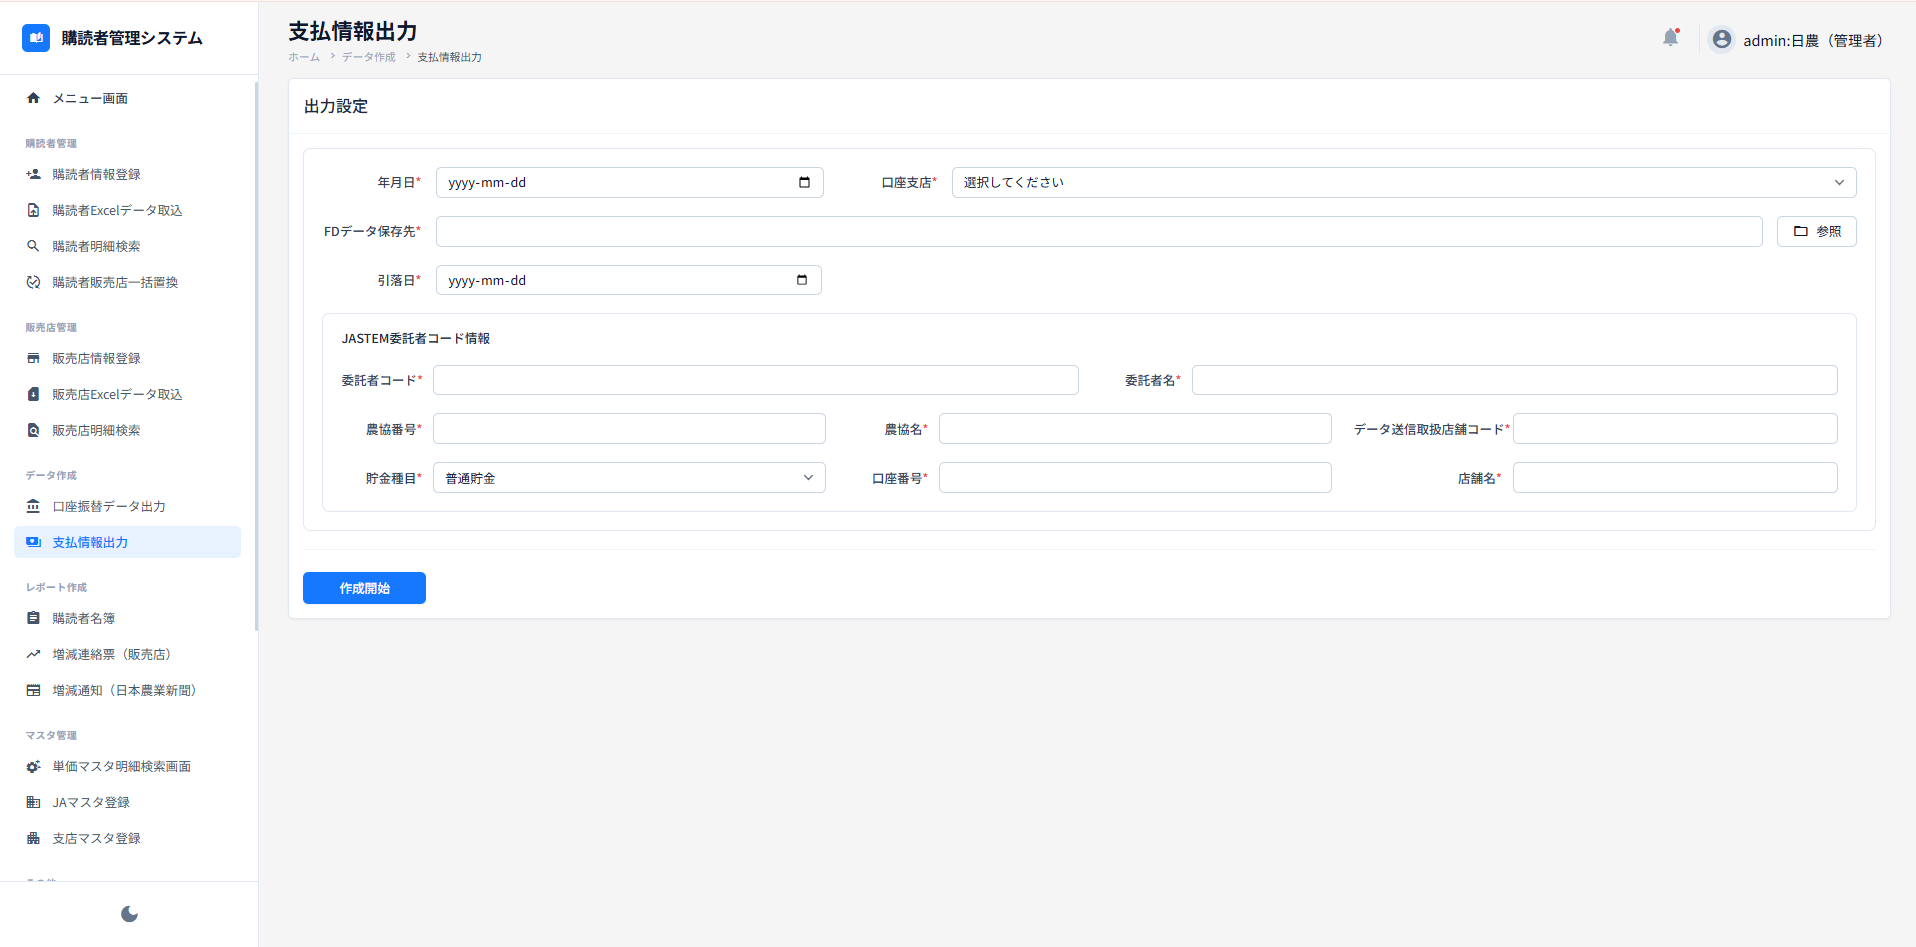 購読者管理システム
メニュー画面
購読者管理
購読者情報登録
購読者Excelデータ取込
購読者明細検索
購読者販売店一括置換
販売店管理
販売店情報登録
販売店Excelデータ取込
販売店明細検索
データ作成
口座振替データ出力
支払情報出力
レポート作成
購読者名簿
増減連絡票（販売店）
増減通知（日本農業新聞）
マスタ管理
単価マスタ明細検索画面
JAマスタ登録
支店マスタ登録
支払情報出力
ホーム > データ作成 > 支払情報出力
admin:日農（管理者）
出力設定
年月日* yyyy-mm-dd 口座支店* 選択してください
FDデータ保存先* 参照
引落日* yyyy-mm-dd
JASTEM委託者コード情報
委託者コード* 委託者名*
農協番号* 農協名* データ送信取扱店舗コード*
貯金種目* 普通貯金 口座番号* 店舗名*
作成開始